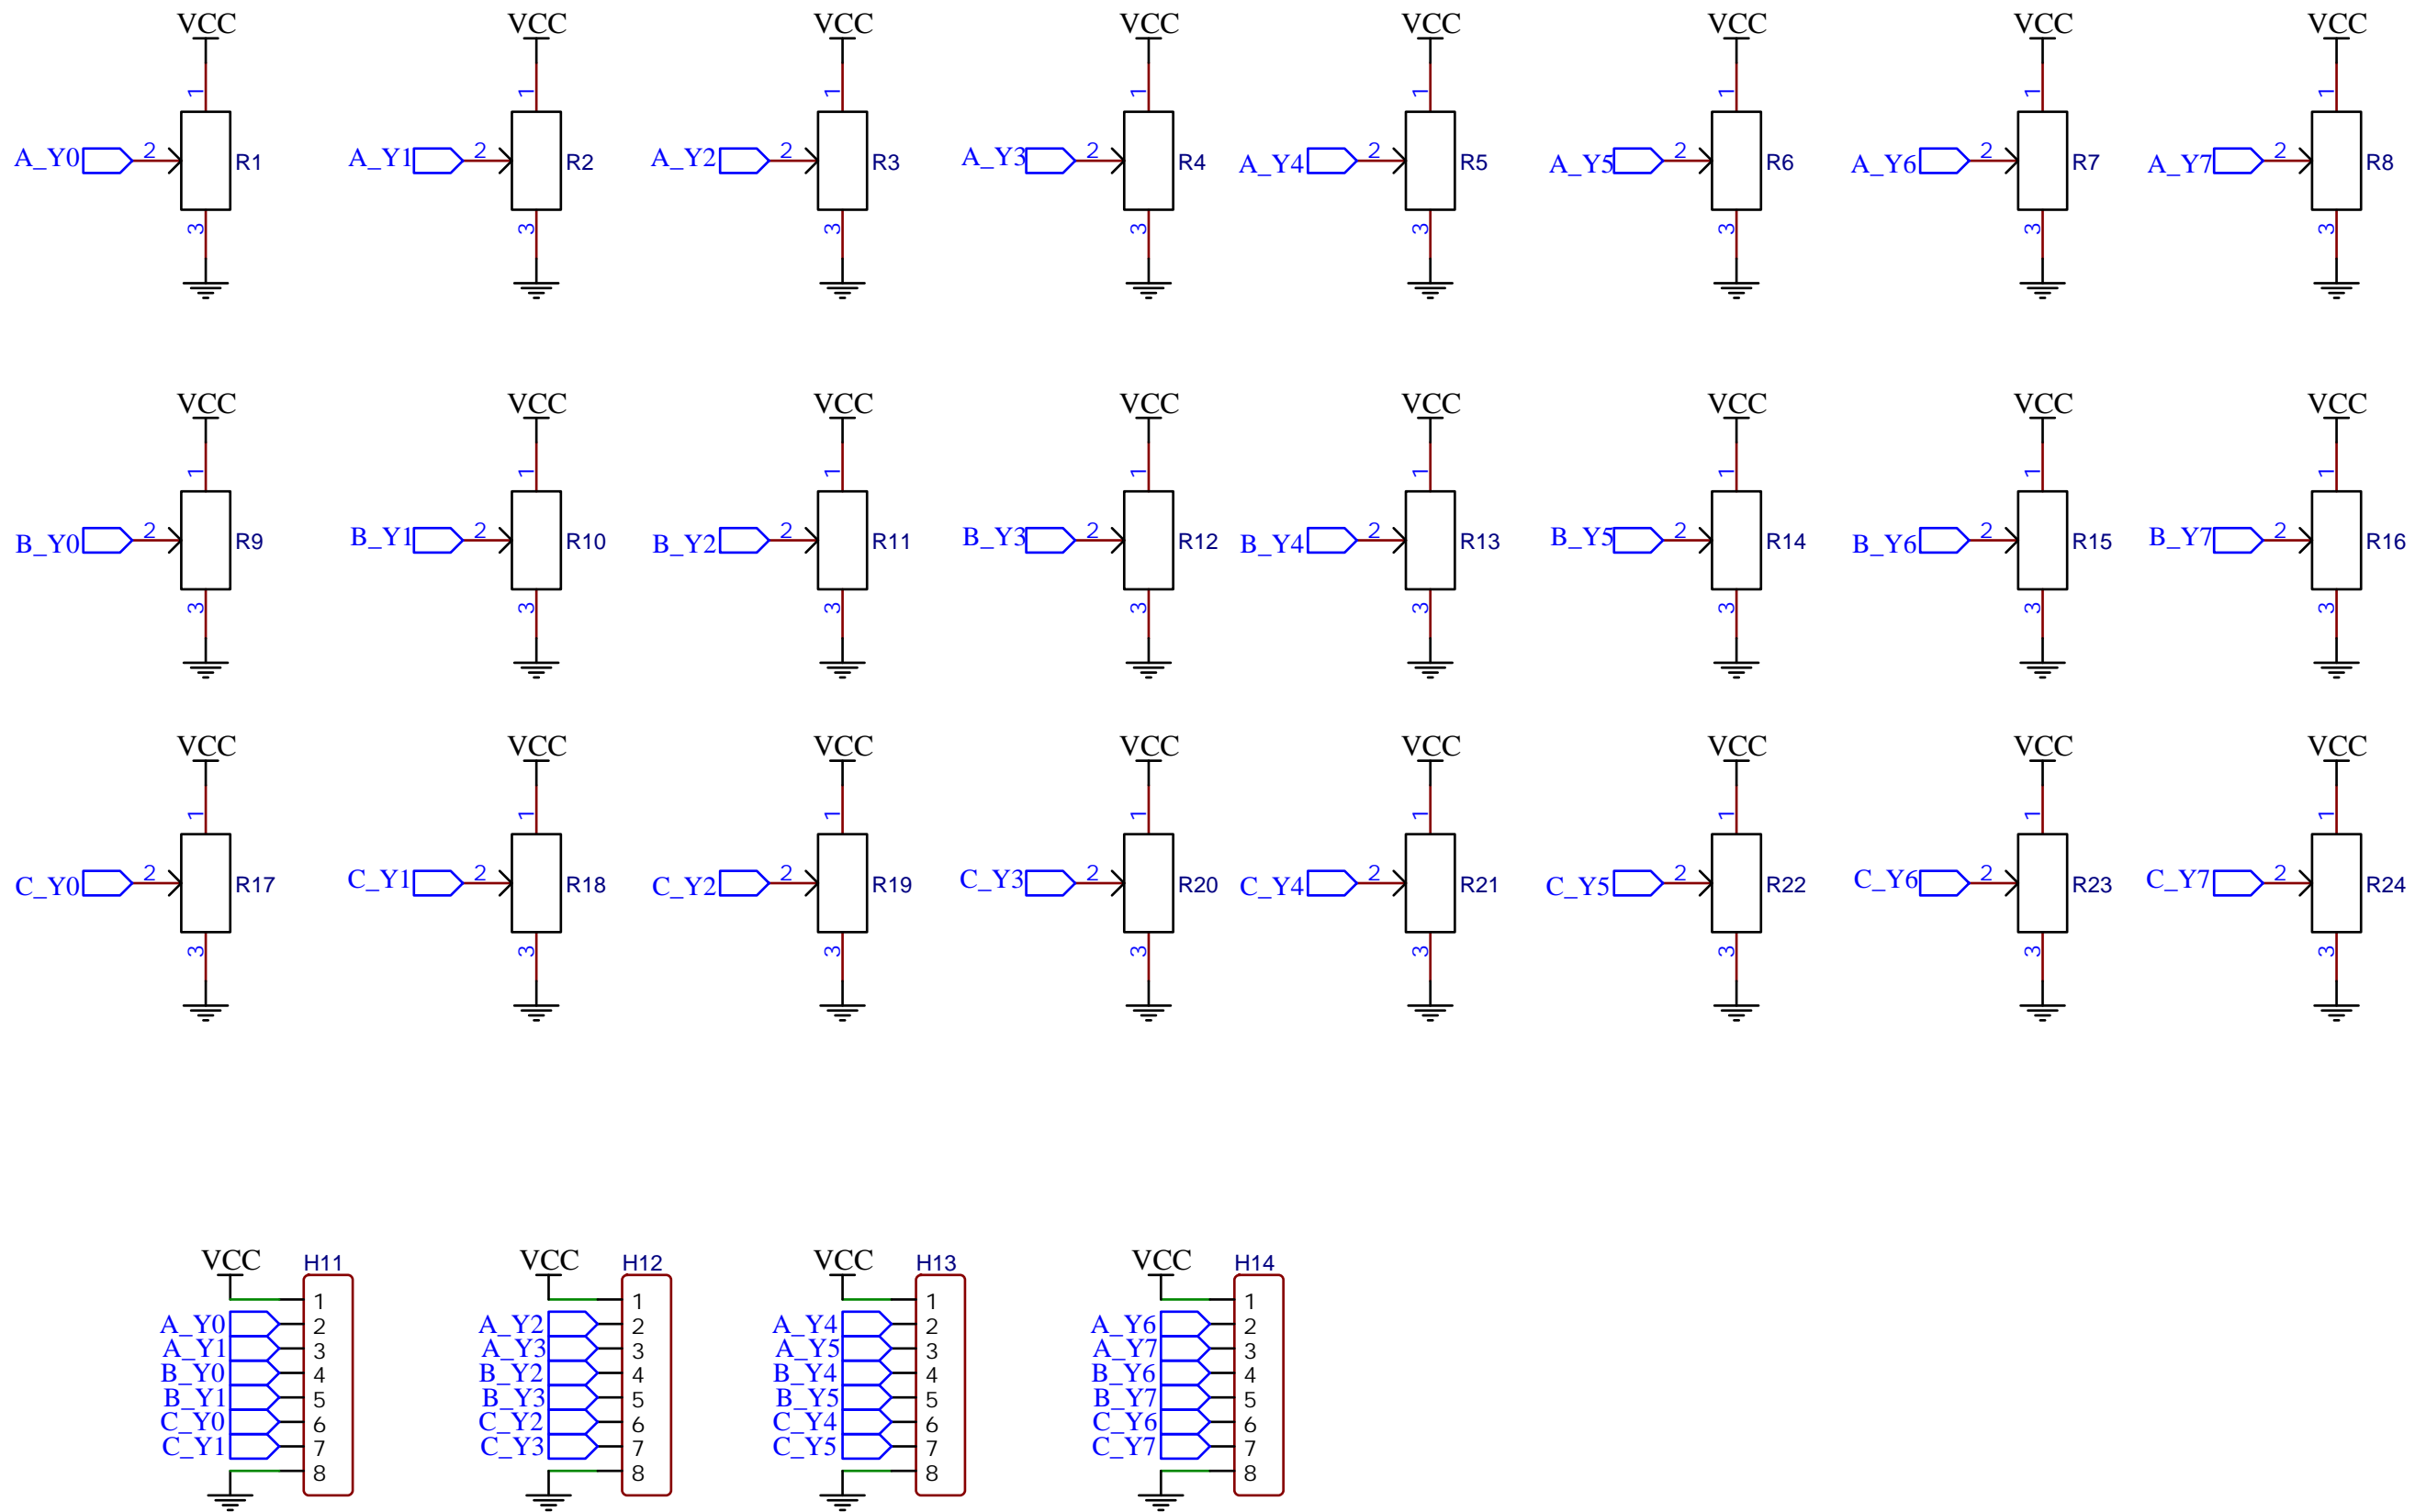 VCC VCC VCC VCC VCC VCC VCC VCC
1 1 1 1 1 1 1 1
A_Y0 2 R1 A_Y1 2 R2 A_Y2 2 R3 A_Y3 2 R4 A_Y4 2 R5 A_Y5 2 R6 A_Y6 2 R7 A_Y7 2 R8
3 3 3 3 3 3 3 3
VCC VCC VCC VCC VCC VCC VCC VCC
1 1 1 1 1 1 1 1
B_Y0 2 R9 B_Y1 2 R10 B_Y2 2 R11 B_Y3 2 R12 B_Y4 2 R13 B_Y5 2 R14 B_Y6 2 R15 B_Y7 2 R16
3 3 3 3 3 3 3 3
VCC VCC VCC VCC VCC VCC VCC VCC
1 1 1 1 1 1 1 1
C_Y0 2 R17 C_Y1 2 R18 C_Y2 2 R19 C_Y3 2 R20 C_Y4 2 R21 C_Y5 2 R22 C_Y6 2 R23 C_Y7 2 R24
3 3 3 3 3 3 3 3
VCC H11 VCC H12 VCC H13 VCC H14
1 1 1 1
A_Y0 2 A_Y2 2 A_Y4 2 A_Y6 2
A_Y1 3 A_Y3 3 A_Y5 3 A_Y7 3
B_Y0 4 B_Y2 4 B_Y4 4 B_Y6 4
B_Y1 5 B_Y3 5 B_Y5 5 B_Y7 5
C_Y0 6 C_Y2 6 C_Y4 6 C_Y6 6
C_Y1 7 C_Y3 7 C_Y5 7 C_Y7 7
8 8 8 8